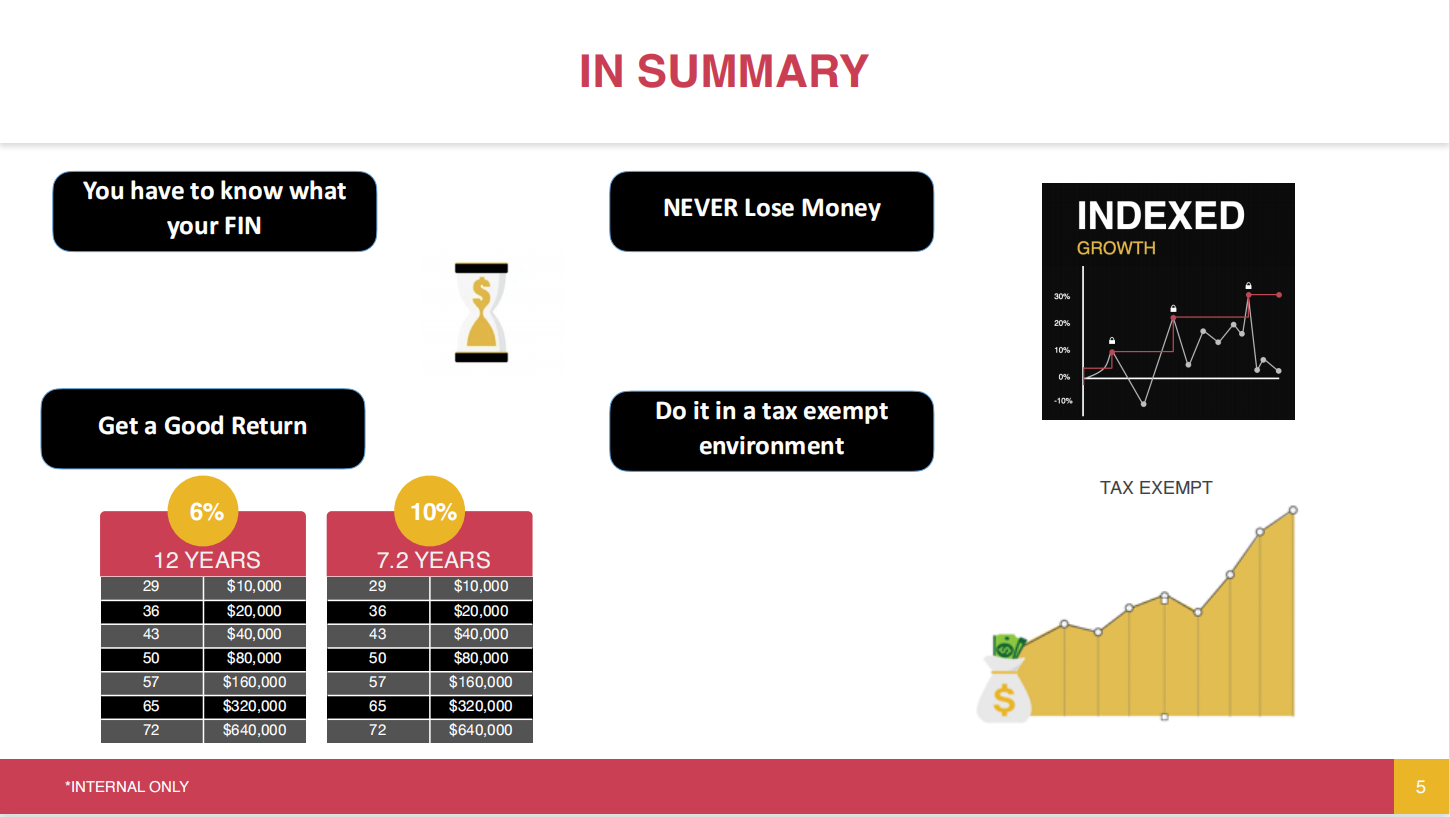 IN SUMMARY
You have to know what
your FIN
NEVER Lose Money
INDEXED
GROWTH
30%
20%
10%
0%
-10%
Get a Good Return
Do it in a tax exempt
environment
6%
12 YEARS
29 $10,000
36 $20,000
43 $40,000
50 $80,000
57 $160,000
65 $320,000
72 $640,000
10%
7.2 YEARS
29 $10,000
36 $20,000
43 $40,000
50 $80,000
57 $160,000
65 $320,000
72 $640,000
TAX EXEMPT
$
$
$
*INTERNAL ONLY
5